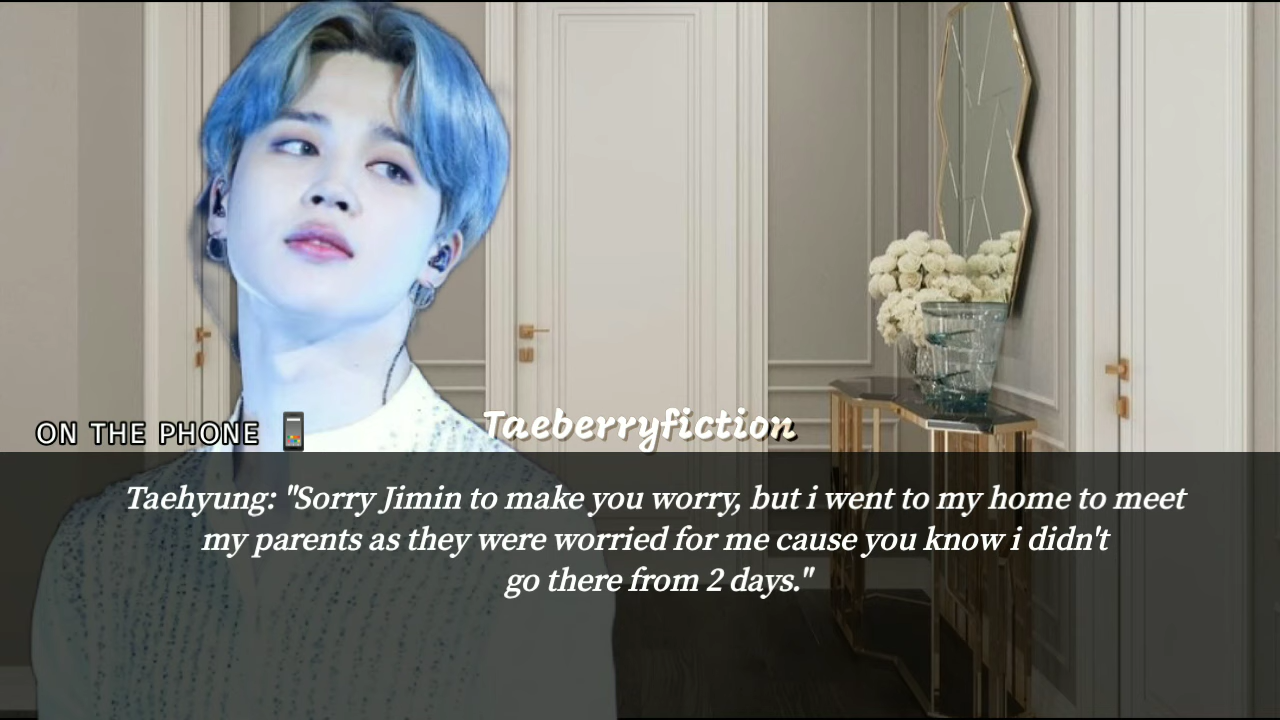 ON THE PHONE 📱
Taeberryfiction
Taehyung: "Sorry Jimin to make you worry, but i went to my home to meet
my parents as they were worried for me cause you know i didn't
go there from 2 days."